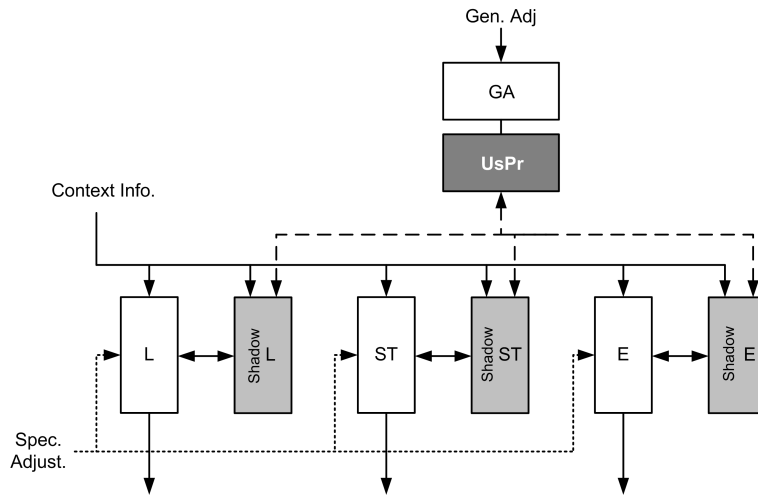 Gen. Adj
GA
UsPr
Context Info.
L
Shadow
L
ST
Shadow
ST
E
Shadow
E
Spec.
Adjust.